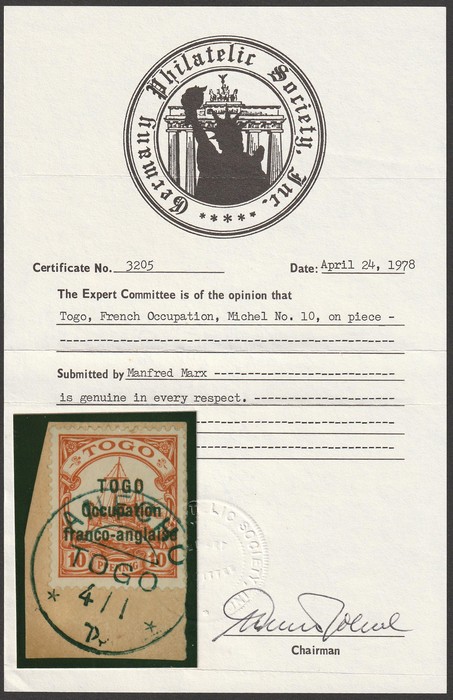 Germany Philatelic Society, Inc.
Certificate No. 3205
Date: April 24, 1978
The Expert Committee is of the opinion that
Togo, French Occupation, Michel No. 10, on piece -
Submitted by Manfred Marx
is genuine in every respect.
TOGO
TOGO
Occupation
franco-anglaise
10 PFENNIG 10
ANECHO
TOGO
4/1
Chairman